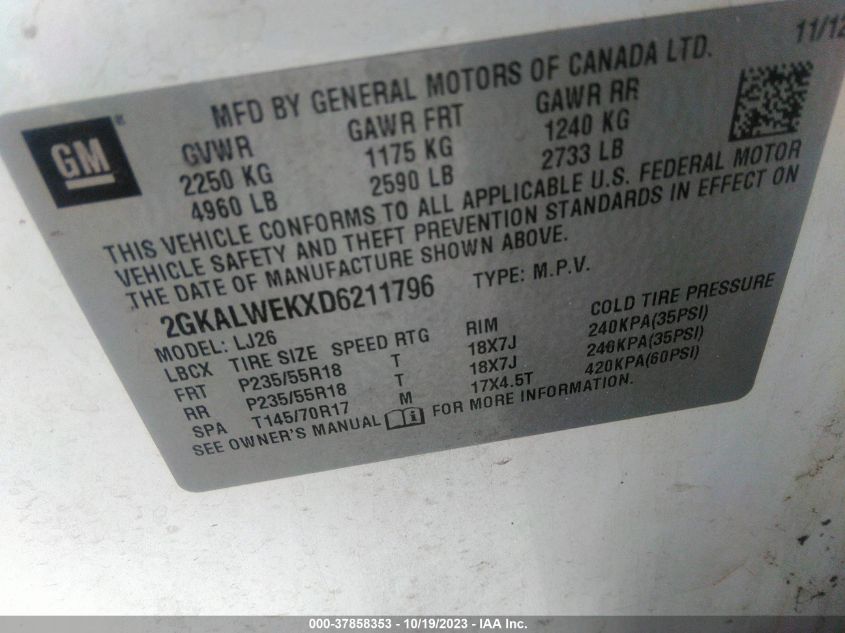 11/12
MFD BY GENERAL MOTORS OF CANADA LTD.
GM
GVWR GAWR FRT GAWR RR
2250 KG 1175 KG 1240 KG
4960 LB 2590 LB 2733 LB
THIS VEHICLE CONFORMS TO ALL APPLICABLE U.S. FEDERAL MOTOR
VEHICLE SAFETY AND THEFT PREVENTION STANDARDS IN EFFECT ON
THE DATE OF MANUFACTURE SHOWN ABOVE.
2GKALWEKXD6211796 TYPE: M.P.V.
MODEL: LJ26
LBCX TIRE SIZE SPEED RTG RIM COLD TIRE PRESSURE
FRT P235/55R18 T 18X7J 240KPA(35PSI)
RR P235/55R18 T 18X7J 240KPA(35PSI)
SPA T145/70R17 M 17X4.5T 420KPA(60PSI)
SEE OWNER'S MANUAL FOR MORE INFORMATION.
000-37858353 - 10/19/2023 - IAA Inc.